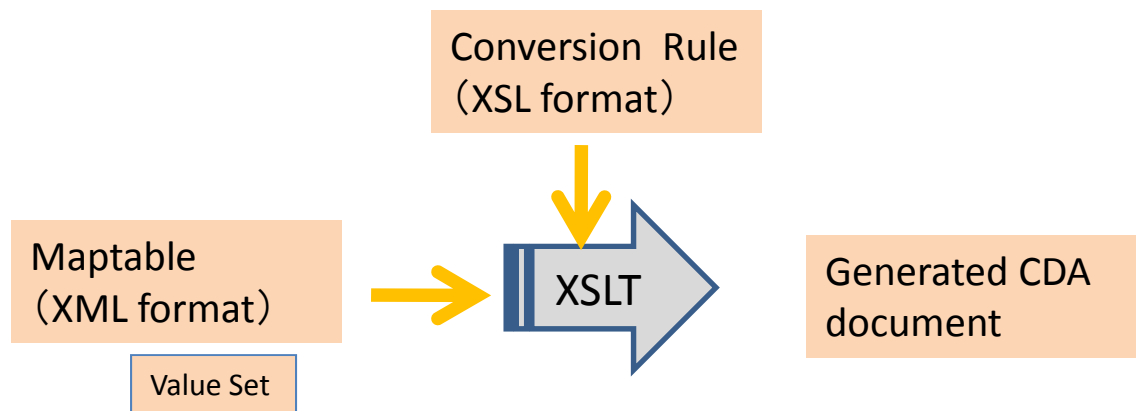 Conversion Rule
（XSL format）
Maptable
（XML format）
XSLT
Generated CDA
document
Value Set